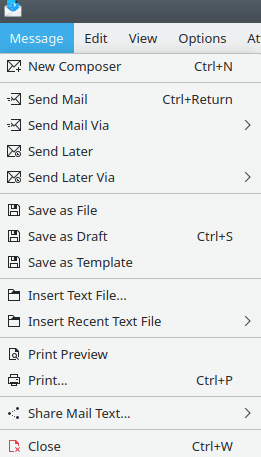 Message Edit View Options At
New Composer Ctrl+N
Send Mail Ctrl+Return
Send Mail Via
Send Later
Send Later Via
Save as File
Save as Draft Ctrl+S
Save as Template
Insert Text File...
Insert Recent Text File
Print Preview
Print... Ctrl+P
Share Mail Text...
Close Ctrl+W